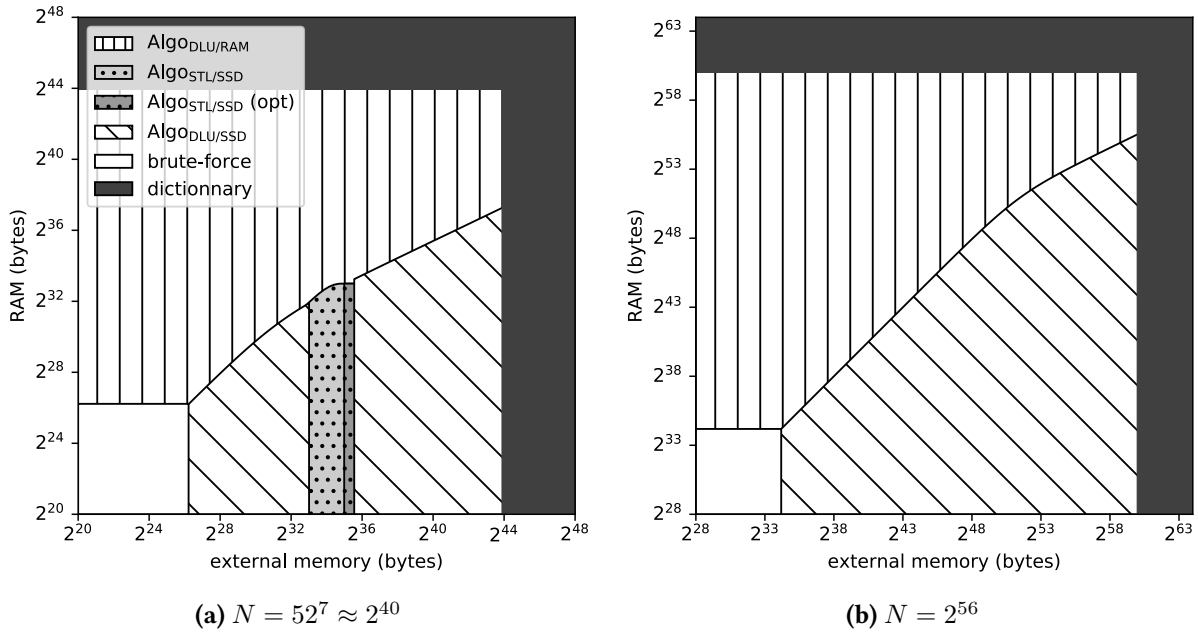 2^48
2^44
2^40
2^36
2^32
2^28
2^24
2^20
RAM (bytes)
Algo_DLU/RAM
Algo_STL/SSD
Algo_STL/SSD (opt)
Algo_DLU/SSD
brute-force
dictionnary
2^20 2^24 2^28 2^32 2^36 2^40 2^44 2^48
external memory (bytes)
(a) N = 52^7 ≈ 2^40
2^63
2^58
2^53
2^48
2^43
2^38
2^33
2^28
RAM (bytes)
2^28 2^33 2^38 2^43 2^48 2^53 2^58 2^63
external memory (bytes)
(b) N = 2^56